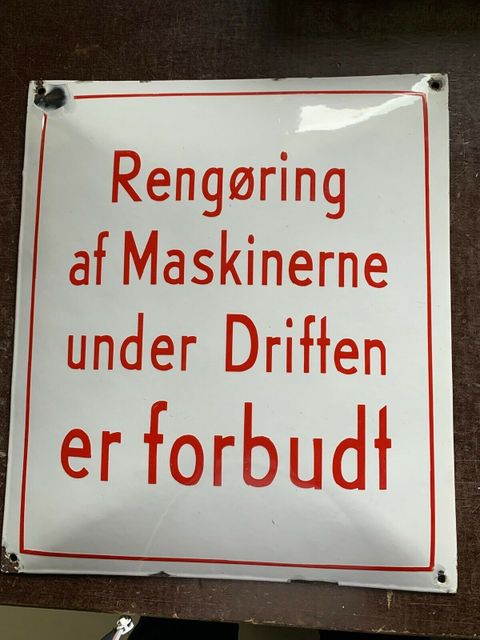 Rengøring
af Maskinerne
under Driften
er forbudt